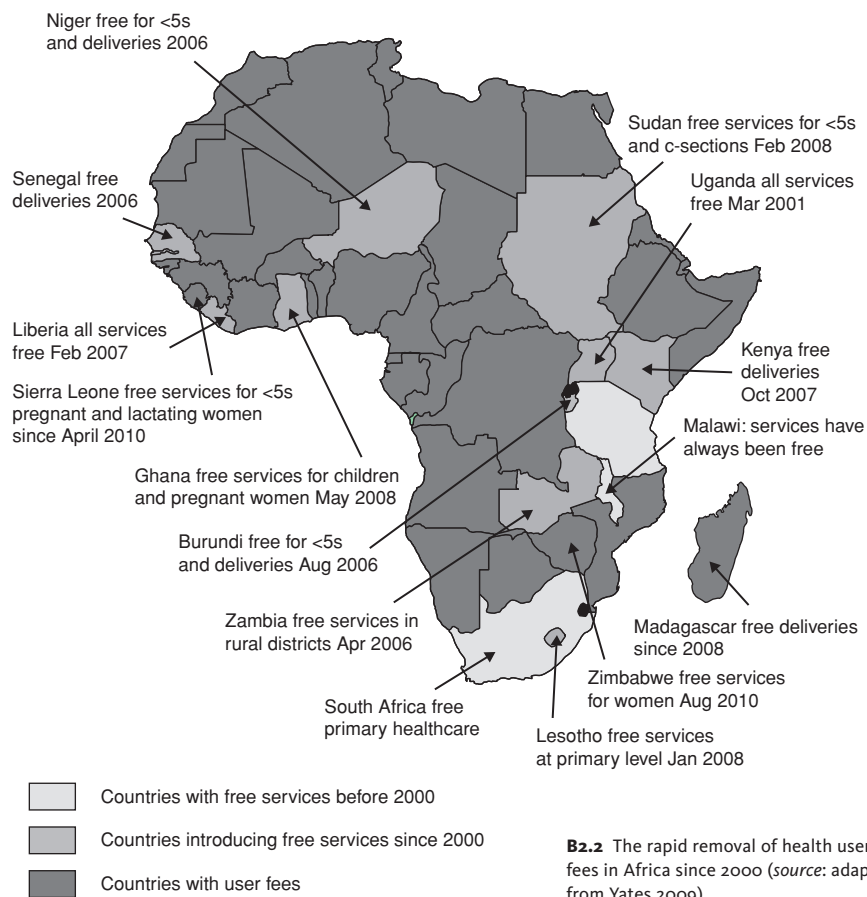 Niger free for <5s
and deliveries 2006
Sudan free services for <5s
and c-sections Feb 2008
Senegal free
deliveries 2006
Uganda all services
free Mar 2001
Liberia all services
free Feb 2007
Kenya free
deliveries
Oct 2007
Sierra Leone free services for <5s
pregnant and lactating women
since April 2010
Malawi: services have
always been free
Ghana free services for children
and pregnant women May 2008
Burundi free for <5s
and deliveries Aug 2006
Zambia free services in
rural districts Apr 2006
Madagascar free deliveries
since 2008
Zimbabwe free services
for women Aug 2010
South Africa free
primary healthcare
Lesotho free services
at primary level Jan 2008
Countries with free services before 2000
Countries introducing free services since 2000
Countries with user fees
B2.2 The rapid removal of health user
fees in Africa since 2000 (source: adap
from Yates 2009)